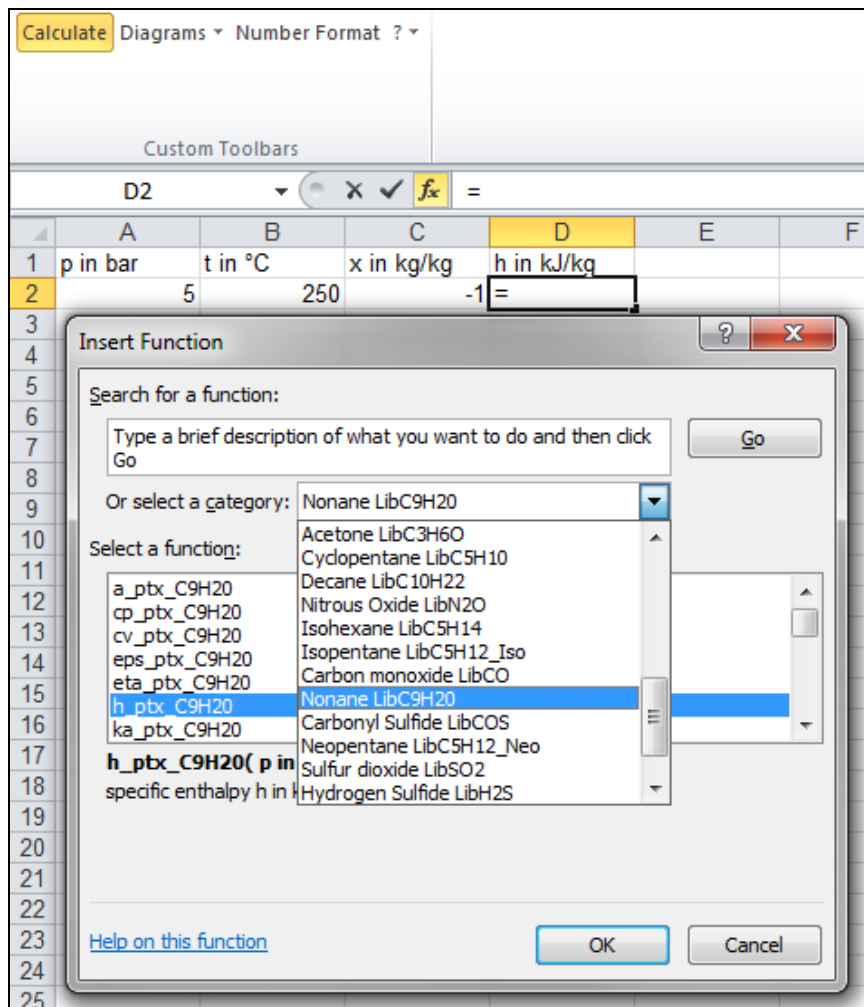 Calculate Diagrams Number Format ?
Custom Toolbars
D2 fx =
A B C D E F
1 p in bar t in °C x in kg/kg h in kJ/kg
2 5 250 -1 =
3
4
5
6
7
8
9
10
11
12
13
14
15
16
17
18
19
20
21
22
23
24
25
Insert Function
Search for a function:
Type a brief description of what you want to do and then click
Go
Go
Or select a category: Nonane LibC9H20
Acetone LibC3H6O
Cyclopentane LibC5H10
Decane LibC10H22
Nitrous Oxide LibN2O
Isohexane LibC5H14
Isopentane LibC5H12_Iso
Carbon monoxide LibCO
Nonane LibC9H20
Carbonyl Sulfide LibCOS
Neopentane LibC5H12_Neo
Sulfur dioxide LibSO2
Hydrogen Sulfide LibH2S
Select a function:
a_ptx_C9H20
cp_ptx_C9H20
cv_ptx_C9H20
eps_ptx_C9H20
eta_ptx_C9H20
h_ptx_C9H20
ka_ptx_C9H20
h_ptx_C9H20( p in
specific enthalpy h in
Help on this function
OK Cancel